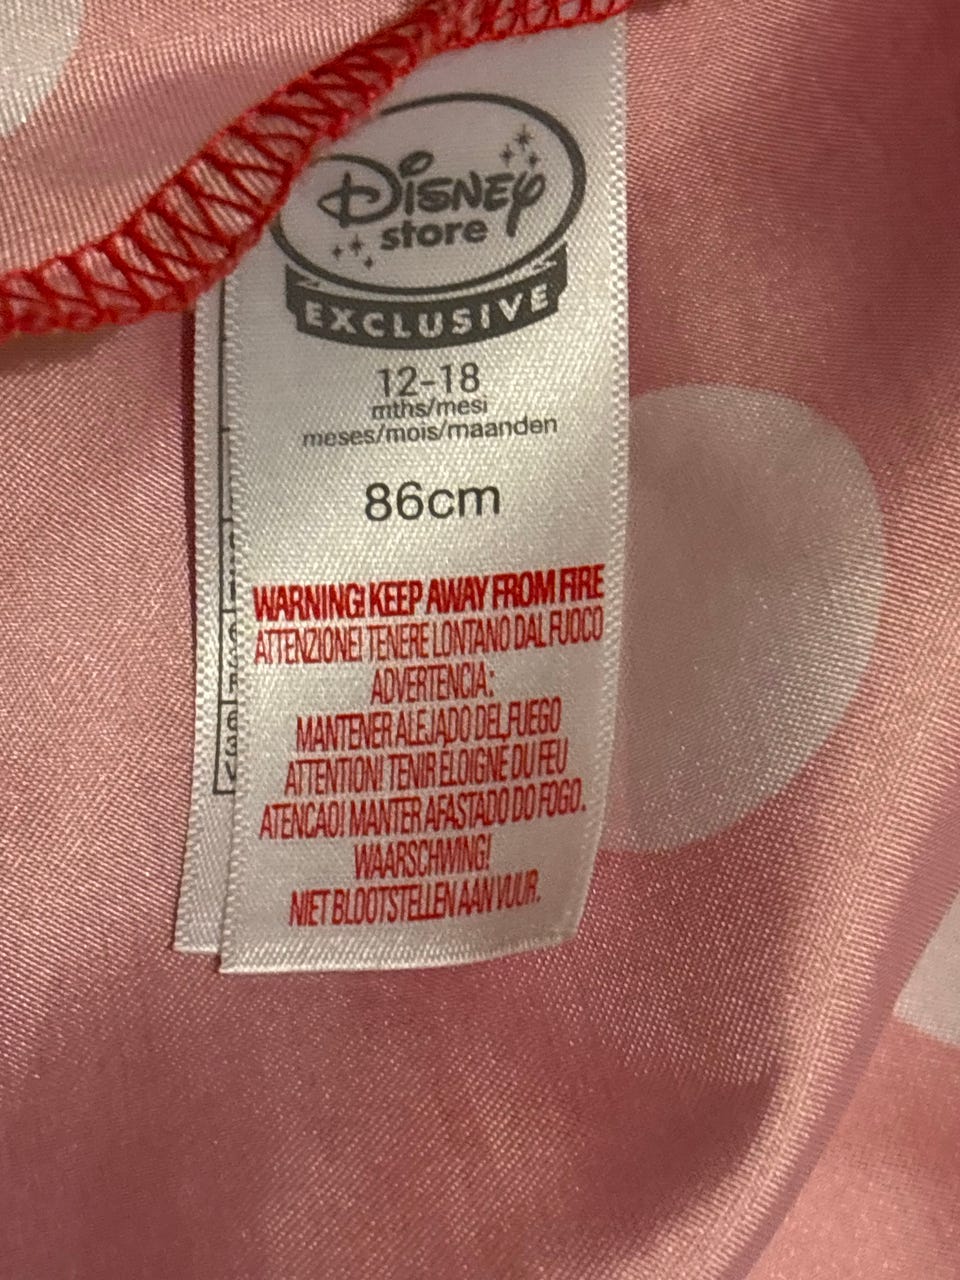 Disney
store
EXCLUSIVE
12-18
mths/mesi
meses/mois/maanden
86cm
WARNING! KEEP AWAY FROM FIRE
ATTENZIONE! TENERE LONTANO DAL FUOCO
ADVERTENCIA:
MANTENER ALEJADO DEL FUEGO
ATTENTION! TENIR ELOIGNE DU FEU
ATENCAO! MANTER AFASTADO DO FOGO.
WAARSCHWING!
NIET BLOOTSTELLEN AAN VUUR.